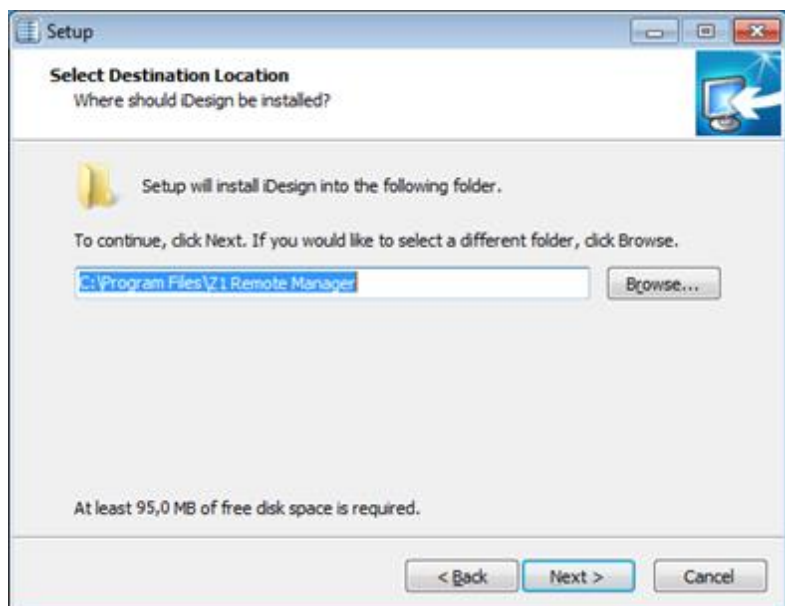 Setup
Select Destination Location
Where should iDesign be installed?
Setup will install iDesign into the following folder.
To continue, click Next. If you would like to select a different folder, click Browse.
C:\Program Files\Z1 Remote Manager
Browse...
At least 95,0 MB of free disk space is required.
< Back
Next >
Cancel